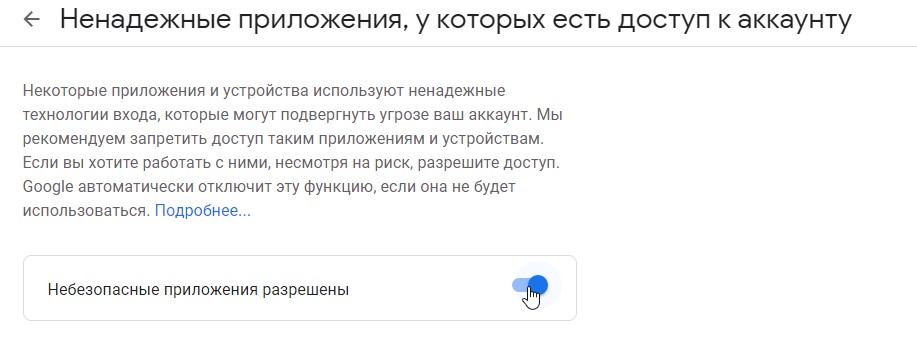 Ненадежные приложения, у которых есть доступ к аккаунту
Некоторые приложения и устройства используют ненадежные
технологии входа, которые могут подвергнуть угрозе ваш аккаунт. Мы
рекомендуем запретить доступ таким приложениям и устройствам.
Если вы хотите работать с ними, несмотря на риск, разрешите доступ.
Google автоматически отключит эту функцию, если она не будет
использоваться. Подробнее...
Небезопасные приложения разрешены